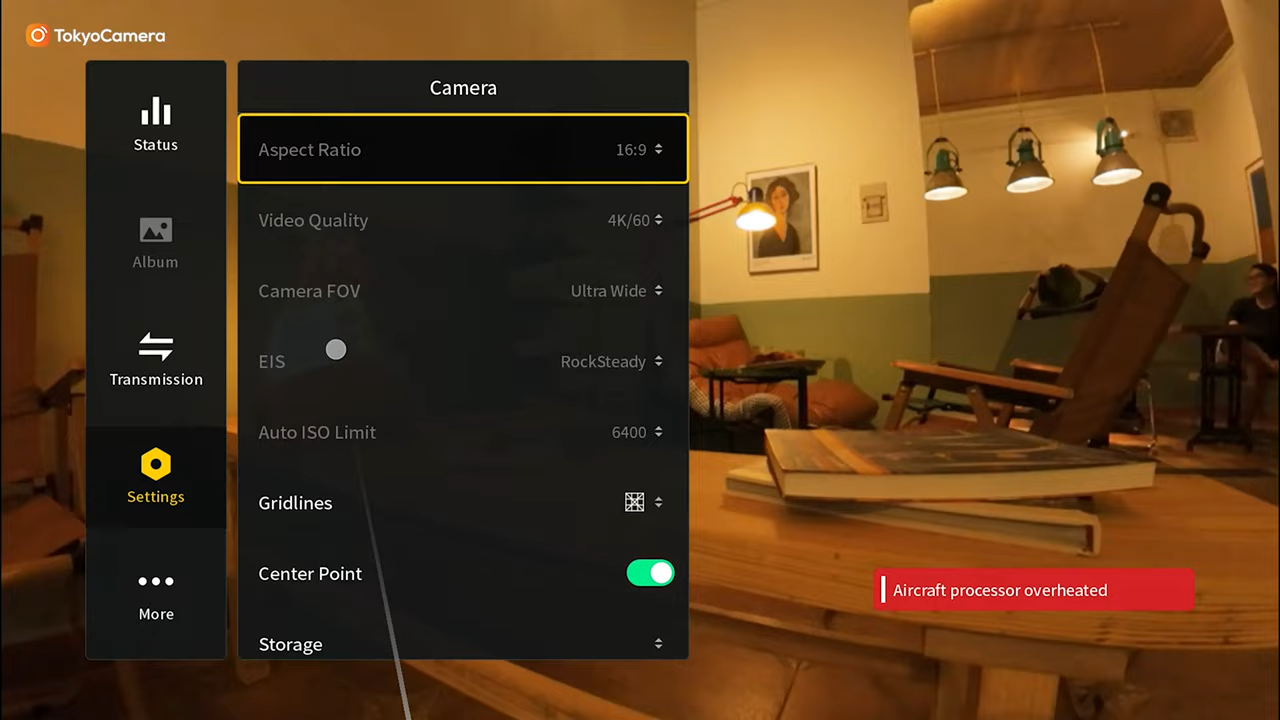 TokyoCamera
Status
Album
Transmission
Settings
More
Camera
Aspect Ratio 16:9
Video Quality 4K/60
Camera FOV Ultra Wide
EIS RockSteady
Auto ISO Limit 6400
Gridlines
Center Point
Storage
Aircraft processor overheated